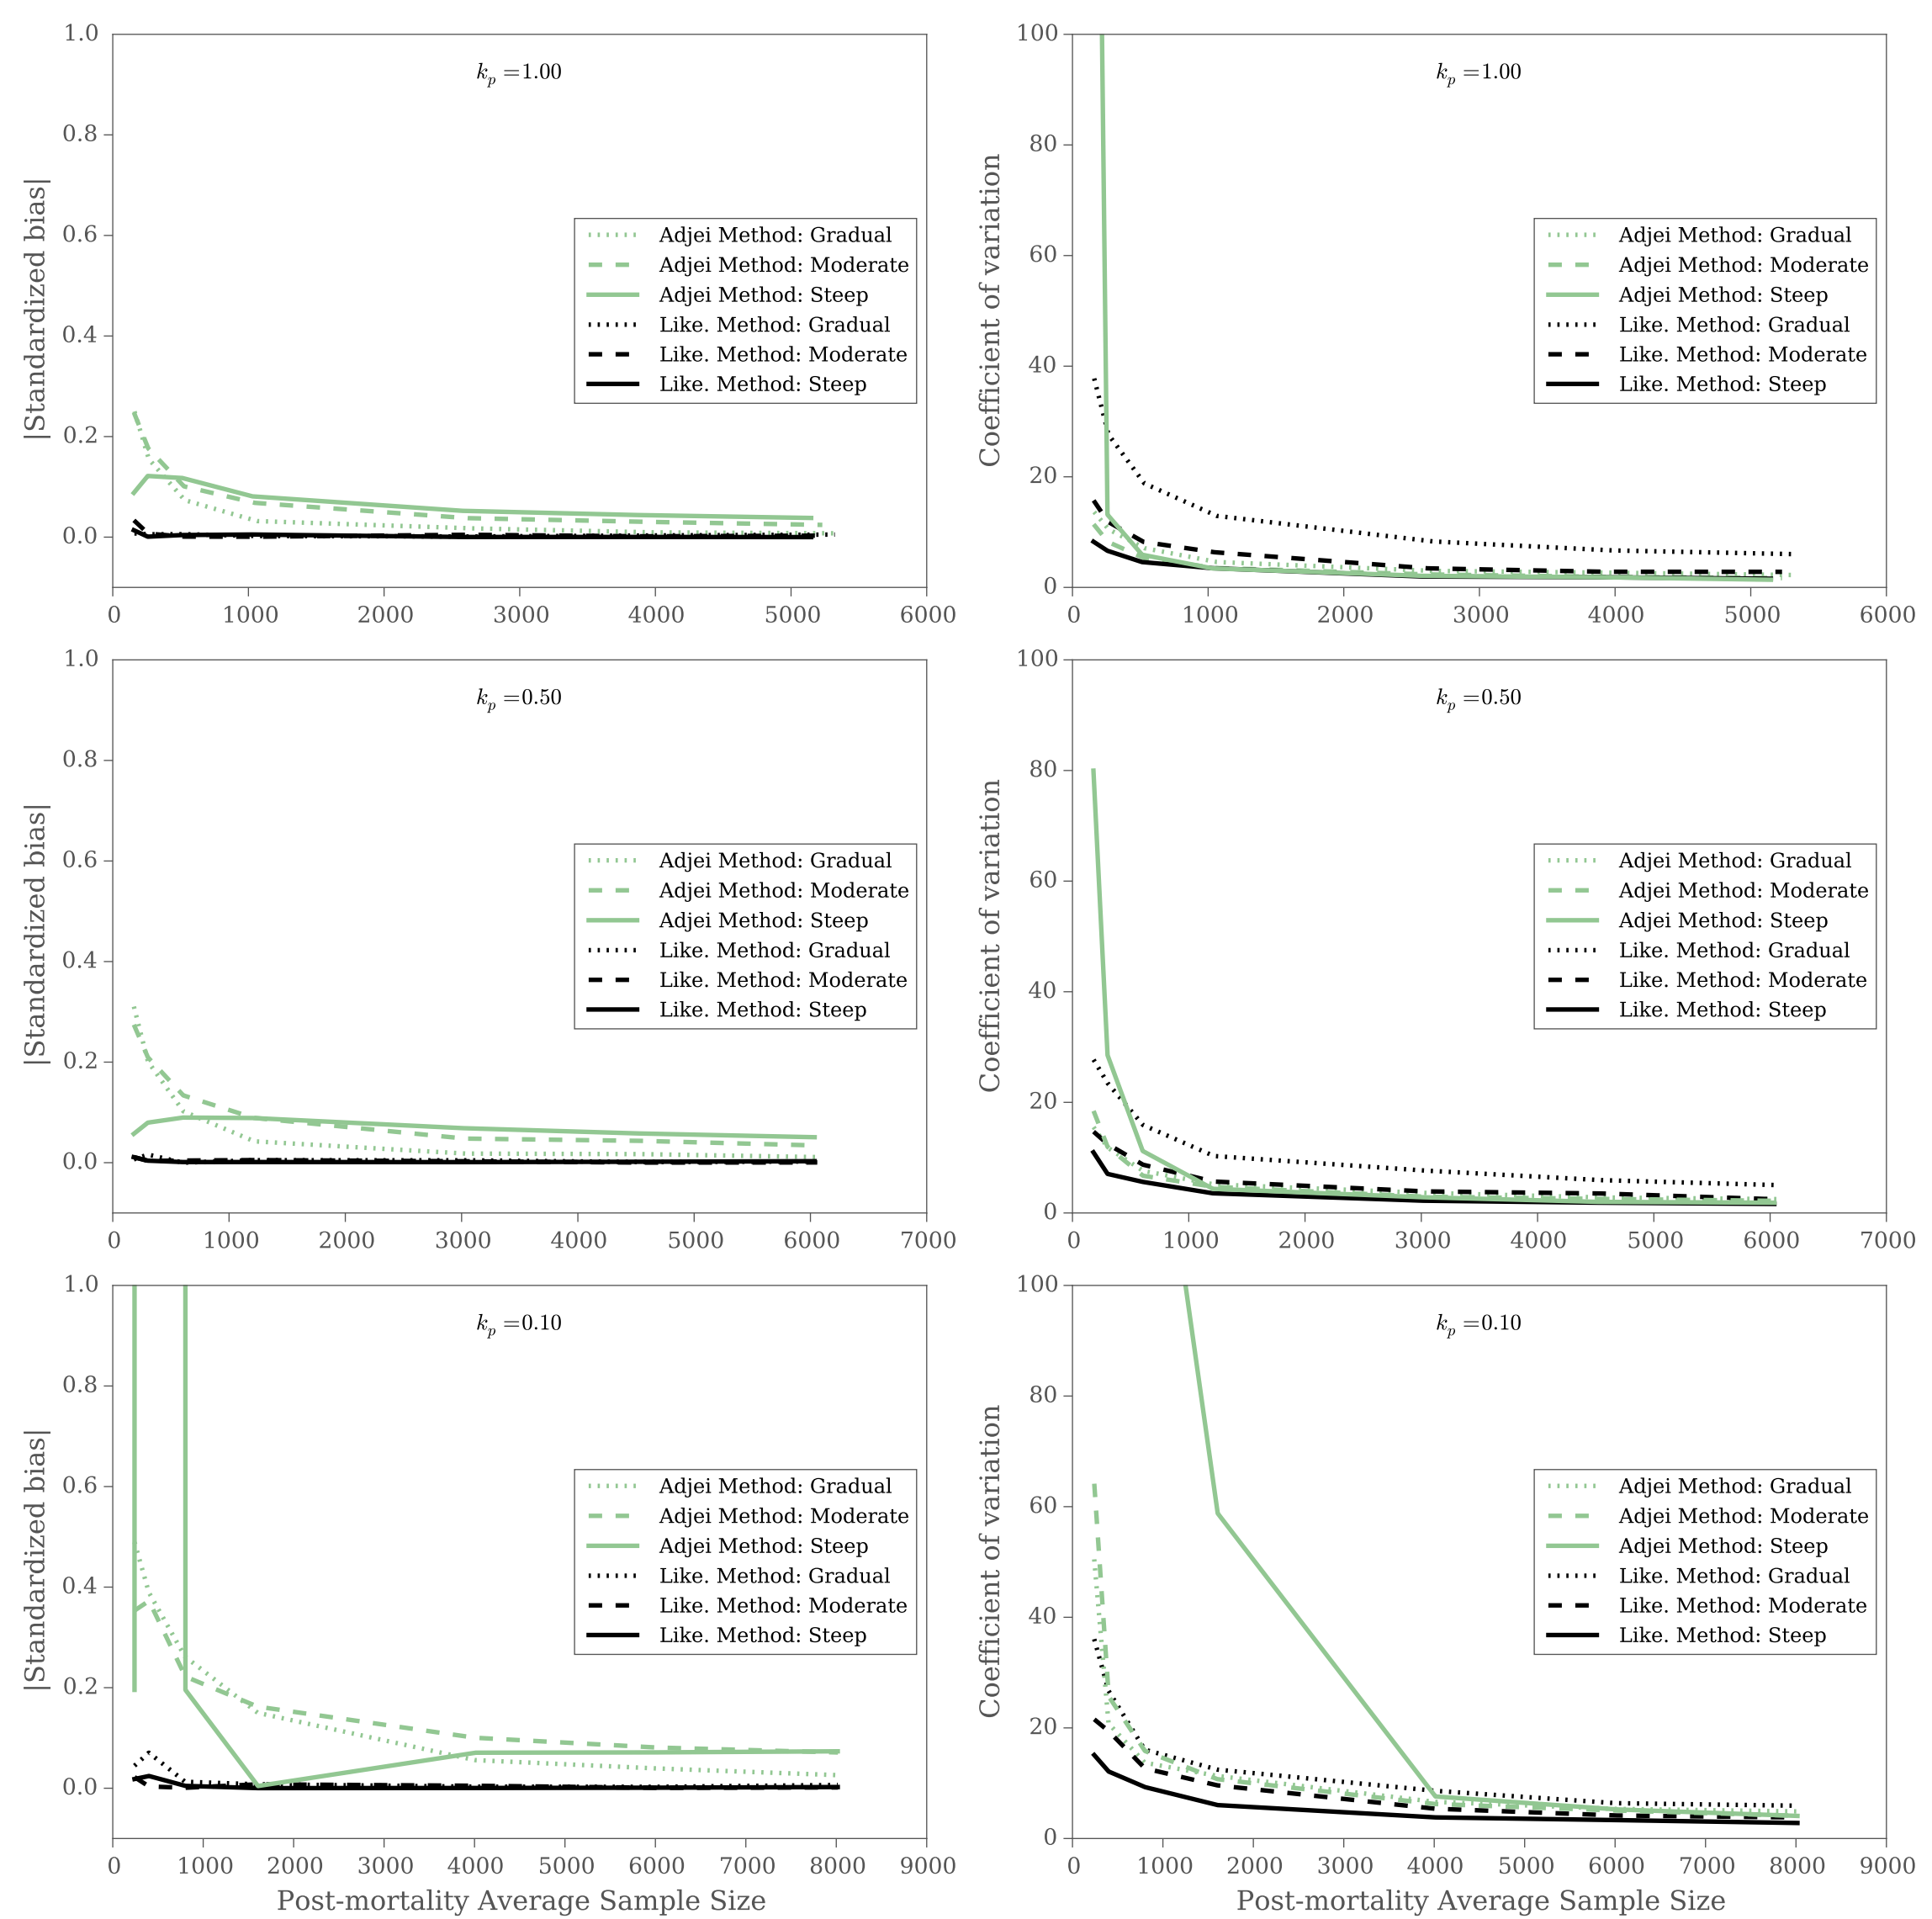 1.0
0.8
0.6
0.4
0.2
0.0
|Standardized bias|
k_p =1.00
Adjei Method: Gradual
Adjei Method: Moderate
Adjei Method: Steep
Like. Method: Gradual
Like. Method: Moderate
Like. Method: Steep
0 1000 2000 3000 4000 5000 6000
100
80
60
40
20
0
Coefficient of variation
k_p =1.00
Adjei Method: Gradual
Adjei Method: Moderate
Adjei Method: Steep
Like. Method: Gradual
Like. Method: Moderate
Like. Method: Steep
0 1000 2000 3000 4000 5000 6000
1.0
0.8
0.6
0.4
0.2
0.0
|Standardized bias|
k_p =0.50
Adjei Method: Gradual
Adjei Method: Moderate
Adjei Method: Steep
Like. Method: Gradual
Like. Method: Moderate
Like. Method: Steep
0 1000 2000 3000 4000 5000 6000 7000
100
80
60
40
20
0
Coefficient of variation
k_p =0.50
Adjei Method: Gradual
Adjei Method: Moderate
Adjei Method: Steep
Like. Method: Gradual
Like. Method: Moderate
Like. Method: Steep
0 1000 2000 3000 4000 5000 6000 7000
1.0
0.8
0.6
0.4
0.2
0.0
|Standardized bias|
k_p =0.10
Adjei Method: Gradual
Adjei Method: Moderate
Adjei Method: Steep
Like. Method: Gradual
Like. Method: Moderate
Like. Method: Steep
0 1000 2000 3000 4000 5000 6000 7000 8000 9000
Post-mortality Average Sample Size
100
80
60
40
20
0
Coefficient of variation
k_p =0.10
Adjei Method: Gradual
Adjei Method: Moderate
Adjei Method: Steep
Like. Method: Gradual
Like. Method: Moderate
Like. Method: Steep
0 1000 2000 3000 4000 5000 6000 7000 8000 9000
Post-mortality Average Sample Size